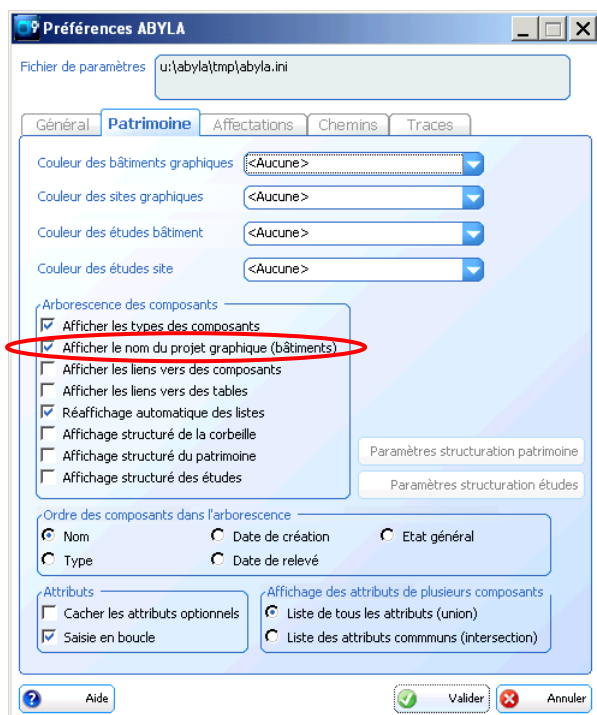 Préférences ABYLA
Fichier de paramètres u:\abyla\tmp\abyla.ini
Général Patrimoine Affectations Chemins Traces
Couleur des bâtiments graphiques <Aucune>
Couleur des sites graphiques <Aucune>
Couleur des études bâtiment <Aucune>
Couleur des études site <Aucune>
Arborescence des composants
Afficher les types des composants
Afficher le nom du projet graphique (bâtiments)
Afficher les liens vers des composants
Afficher les liens vers des tables
Réaffichage automatique des listes
Affichage structuré de la corbeille
Affichage structuré du patrimoine
Affichage structuré des études
Paramètres structuration patrimoine
Paramètres structuration études
Ordre des composants dans l'arborescence
Nom Date de création Etat général
Type Date de relevé
Attributs
Cacher les attributs optionnels
Saisie en boucle
Affichage des attributs de plusieurs composants
Liste de tous les attributs (union)
Liste des attributs commmuns (intersection)
Aide Valider Annuler